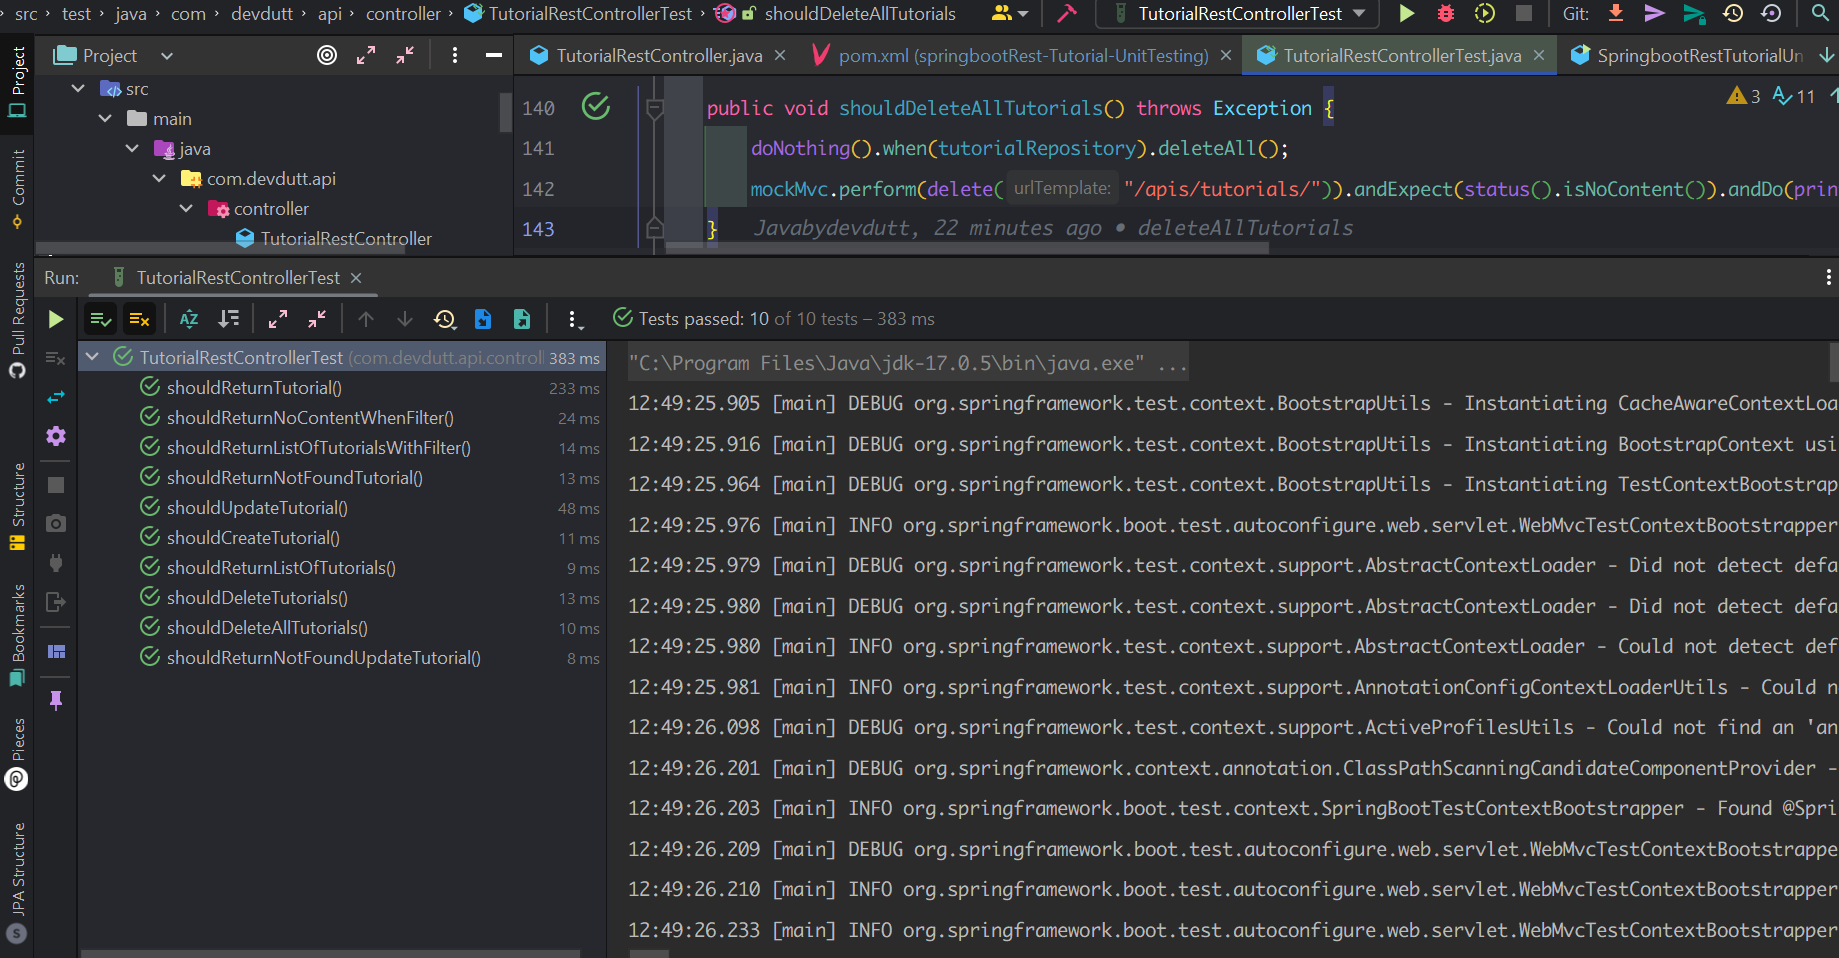 src › test › java › com › devdutt › api › controller › TutorialRestControllerTest › shouldDeleteAllTutorials
TutorialRestControllerTest
Git:
Project
TutorialRestController.java
pom.xml (springbootRest-Tutorial-UnitTesting)
TutorialRestControllerTest.java
SpringbootRestTutorialUn
src
main
java
com.devdutt.api
controller
TutorialRestController
3 11
140 public void shouldDeleteAllTutorials() throws Exception {
141 doNothing().when(tutorialRepository).deleteAll();
142 mockMvc.perform(delete( urlTemplate: "/apis/tutorials/")).andExpect(status().isNoContent()).andDo(prin
143 } Javabydevdutt, 22 minutes ago • deleteAllTutorials
Project
Commit
Pull Requests
Structure
Bookmarks
Pieces
JPA Structure
Run: TutorialRestControllerTest
Tests passed: 10 of 10 tests – 383 ms
TutorialRestControllerTest (com.devdutt.api.controll 383 ms
shouldReturnTutorial() 233 ms
shouldReturnNoContentWhenFilter() 24 ms
shouldReturnListOfTutorialsWithFilter() 14 ms
shouldReturnNotFoundTutorial() 13 ms
shouldUpdateTutorial() 48 ms
shouldCreateTutorial() 11 ms
shouldReturnListOfTutorials() 9 ms
shouldDeleteTutorials() 13 ms
shouldDeleteAllTutorials() 10 ms
shouldReturnNotFoundUpdateTutorial() 8 ms
"C:\Program Files\Java\jdk-17.0.5\bin\java.exe" ...
12:49:25.905 [main] DEBUG org.springframework.test.context.BootstrapUtils - Instantiating CacheAwareContextLoa
12:49:25.916 [main] DEBUG org.springframework.test.context.BootstrapUtils - Instantiating BootstrapContext usi
12:49:25.964 [main] DEBUG org.springframework.test.context.BootstrapUtils - Instantiating TestContextBootstrap
12:49:25.976 [main] INFO org.springframework.boot.test.autoconfigure.web.servlet.WebMvcTestContextBootstrapper
12:49:25.979 [main] DEBUG org.springframework.test.context.support.AbstractContextLoader - Did not detect defa
12:49:25.980 [main] DEBUG org.springframework.test.context.support.AbstractContextLoader - Did not detect defa
12:49:25.980 [main] INFO org.springframework.test.context.support.AbstractContextLoader - Could not detect def
12:49:25.981 [main] INFO org.springframework.test.context.support.AnnotationConfigContextLoaderUtils - Could n
12:49:26.098 [main] DEBUG org.springframework.test.context.support.ActiveProfilesUtils - Could not find an 'an
12:49:26.201 [main] DEBUG org.springframework.context.annotation.ClassPathScanningCandidateComponentProvider -
12:49:26.203 [main] INFO org.springframework.boot.test.context.SpringBootTestContextBootstrapper - Found @Spri
12:49:26.209 [main] DEBUG org.springframework.boot.test.autoconfigure.web.servlet.WebMvcTestContextBootstrappe
12:49:26.210 [main] INFO org.springframework.boot.test.autoconfigure.web.servlet.WebMvcTestContextBootstrapper
12:49:26.233 [main] INFO org.springframework.boot.test.autoconfigure.web.servlet.WebMvcTestContextBootstrapper